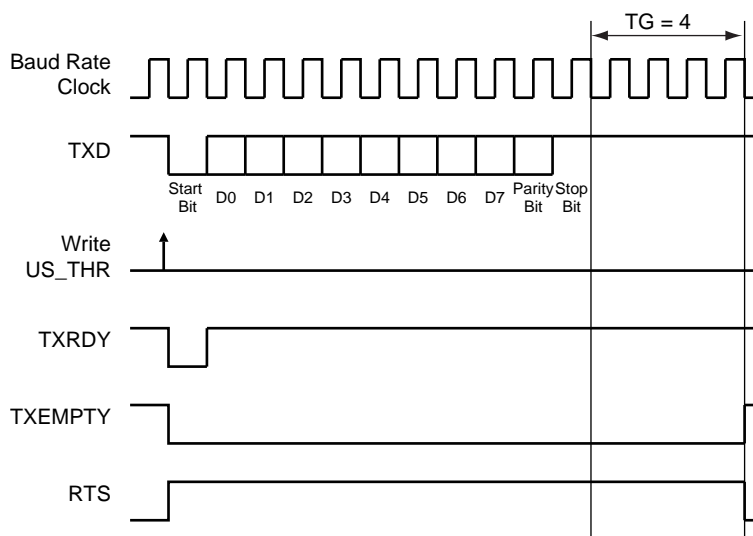 TG = 4
Baud Rate
Clock
TXD
Start
Bit
D0
D1
D2
D3
D4
D5
D6
D7
Parity
Bit
Stop
Bit
Write
US_THR
TXRDY
TXEMPTY
RTS